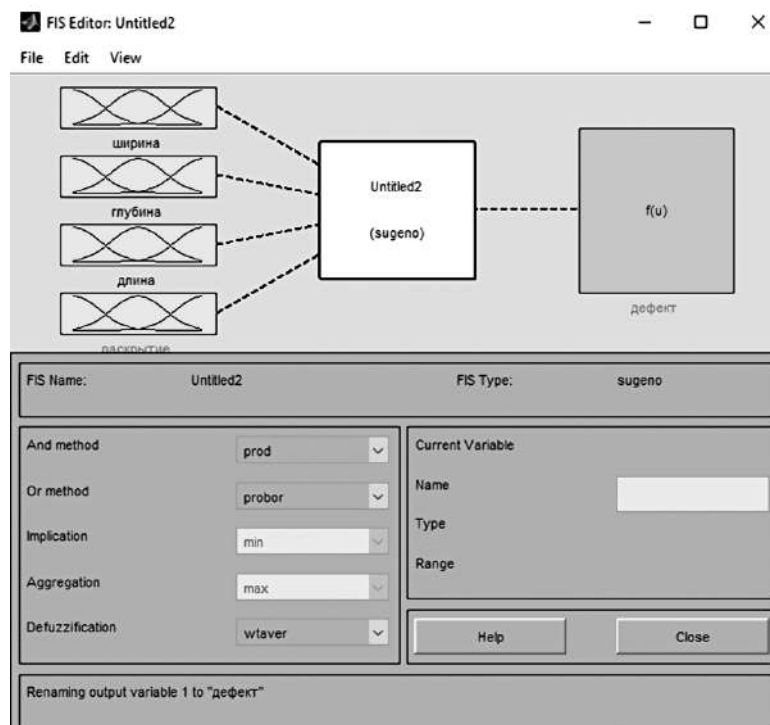 FIS Editor: Untitled2
File Edit View
ширина
глубина
длина
раскрытие
Untitled2
(sugeno)
f(u)
дефект
FIS Name: Untitled2 FIS Type: sugeno
And method prod
Or method probor
Implication min
Aggregation max
Defuzzification wtaver
Current Variable
Name
Type
Range
Help Close
Renaming output variable 1 to "дефект"